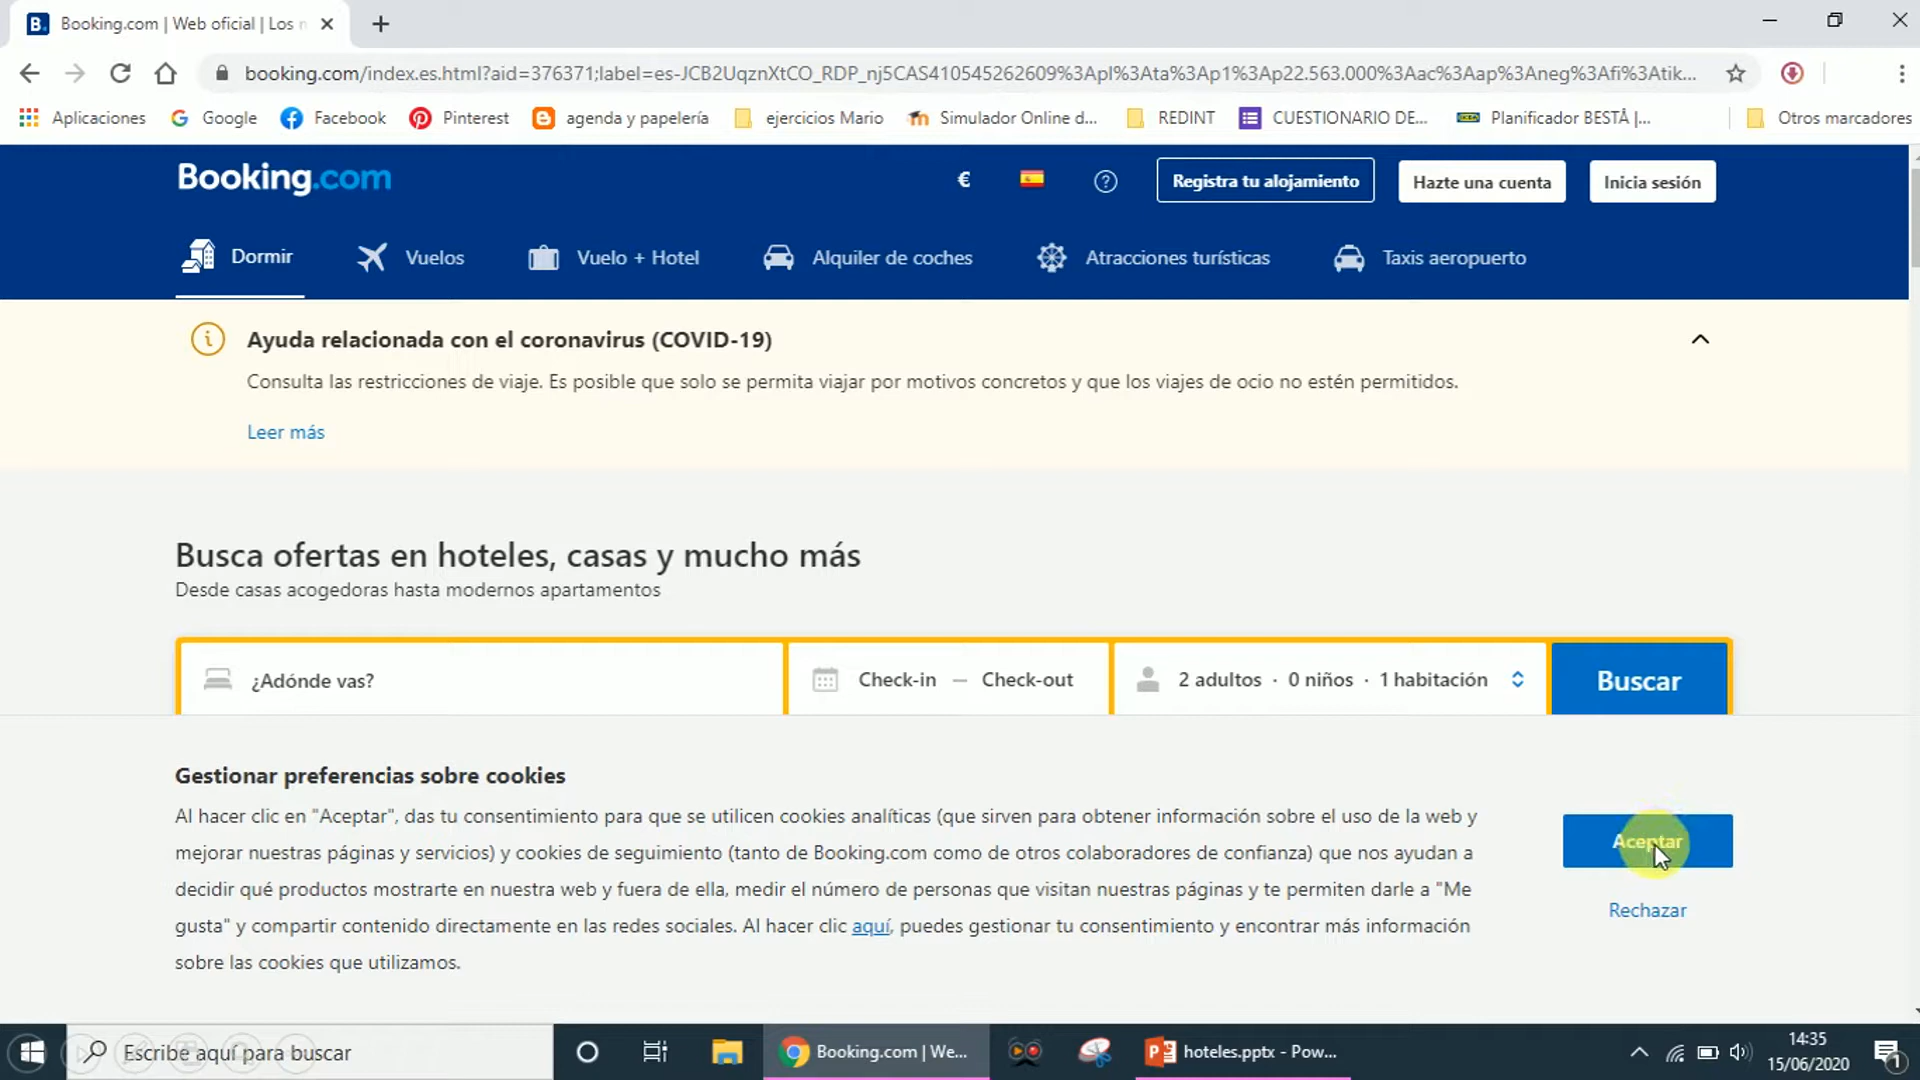 Booking.com | Web oficial | Los
booking.com/index.es.html?aid=376371;label=es-JCB2UqznXtCO_RDP_nj5CAS410545262609%3Apl%3Ata%3Ap1%3Ap22.563.000%3Aac%3Aap%3Aneg%3Afi%3Atik...
Aplicaciones Google Facebook Pinterest agenda y papelería ejercicios Mario Simulador Online d... REDINT CUESTIONARIO DE... Planificador BESTÅ |... Otros marcadores
Booking.com € Registra tu alojamiento Hazte una cuenta Inicia sesión
Dormir Vuelos Vuelo + Hotel Alquiler de coches Atracciones turísticas Taxis aeropuerto
Ayuda relacionada con el coronavirus (COVID-19)
Consulta las restricciones de viaje. Es posible que solo se permita viajar por motivos concretos y que los viajes de ocio no estén permitidos.
Leer más
Busca ofertas en hoteles, casas y mucho más
Desde casas acogedoras hasta modernos apartamentos
¿Adónde vas? Check-in — Check-out 2 adultos · 0 niños · 1 habitación Buscar
Gestionar preferencias sobre cookies
Al hacer clic en "Aceptar", das tu consentimiento para que se utilicen cookies analíticas (que sirven para obtener información sobre el uso de la web y
mejorar nuestras páginas y servicios) y cookies de seguimiento (tanto de Booking.com como de otros colaboradores de confianza) que nos ayudan a
decidir qué productos mostrarte en nuestra web y fuera de ella, medir el número de personas que visitan nuestras páginas y te permiten darle a "Me
gusta" y compartir contenido directamente en las redes sociales. Al hacer clic aquí, puedes gestionar tu consentimiento y encontrar más información
sobre las cookies que utilizamos.
Aceptar
Rechazar
Escribe aquí para buscar
Booking.com | We...
hoteles.pptx - Pow...
14:35
15/06/2020
1